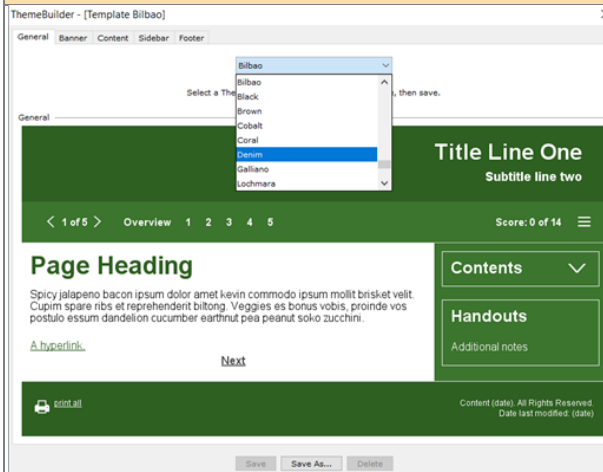 ThemeBuilder - [Template Bilbao]
General Banner Content Sidebar Footer
Bilbao
Select a The
, then save.
Bilbao
Black
Brown
Cobalt
Coral
Denim
Galliano
Lochmara
General
Title Line One
Subtitle line two
< 1 of 5 > Overview 1 2 3 4 5
Score: 0 of 14
Page Heading
Spicy jalapeno bacon ipsum dolor amet kevin commodo ipsum mollit brisket velit.
Cupim spare ribs et reprehenderit biltong. Veggies es bonus vobis, proinde vos
postulo essum dandelion cucumber earthnut pea peanut soko zucchini.
A hyperlink.
Next
Contents
Handouts
Additional notes
print all
Content (date). All Rights Reserved.
Date last modified: (date)
Save Save As... Delete